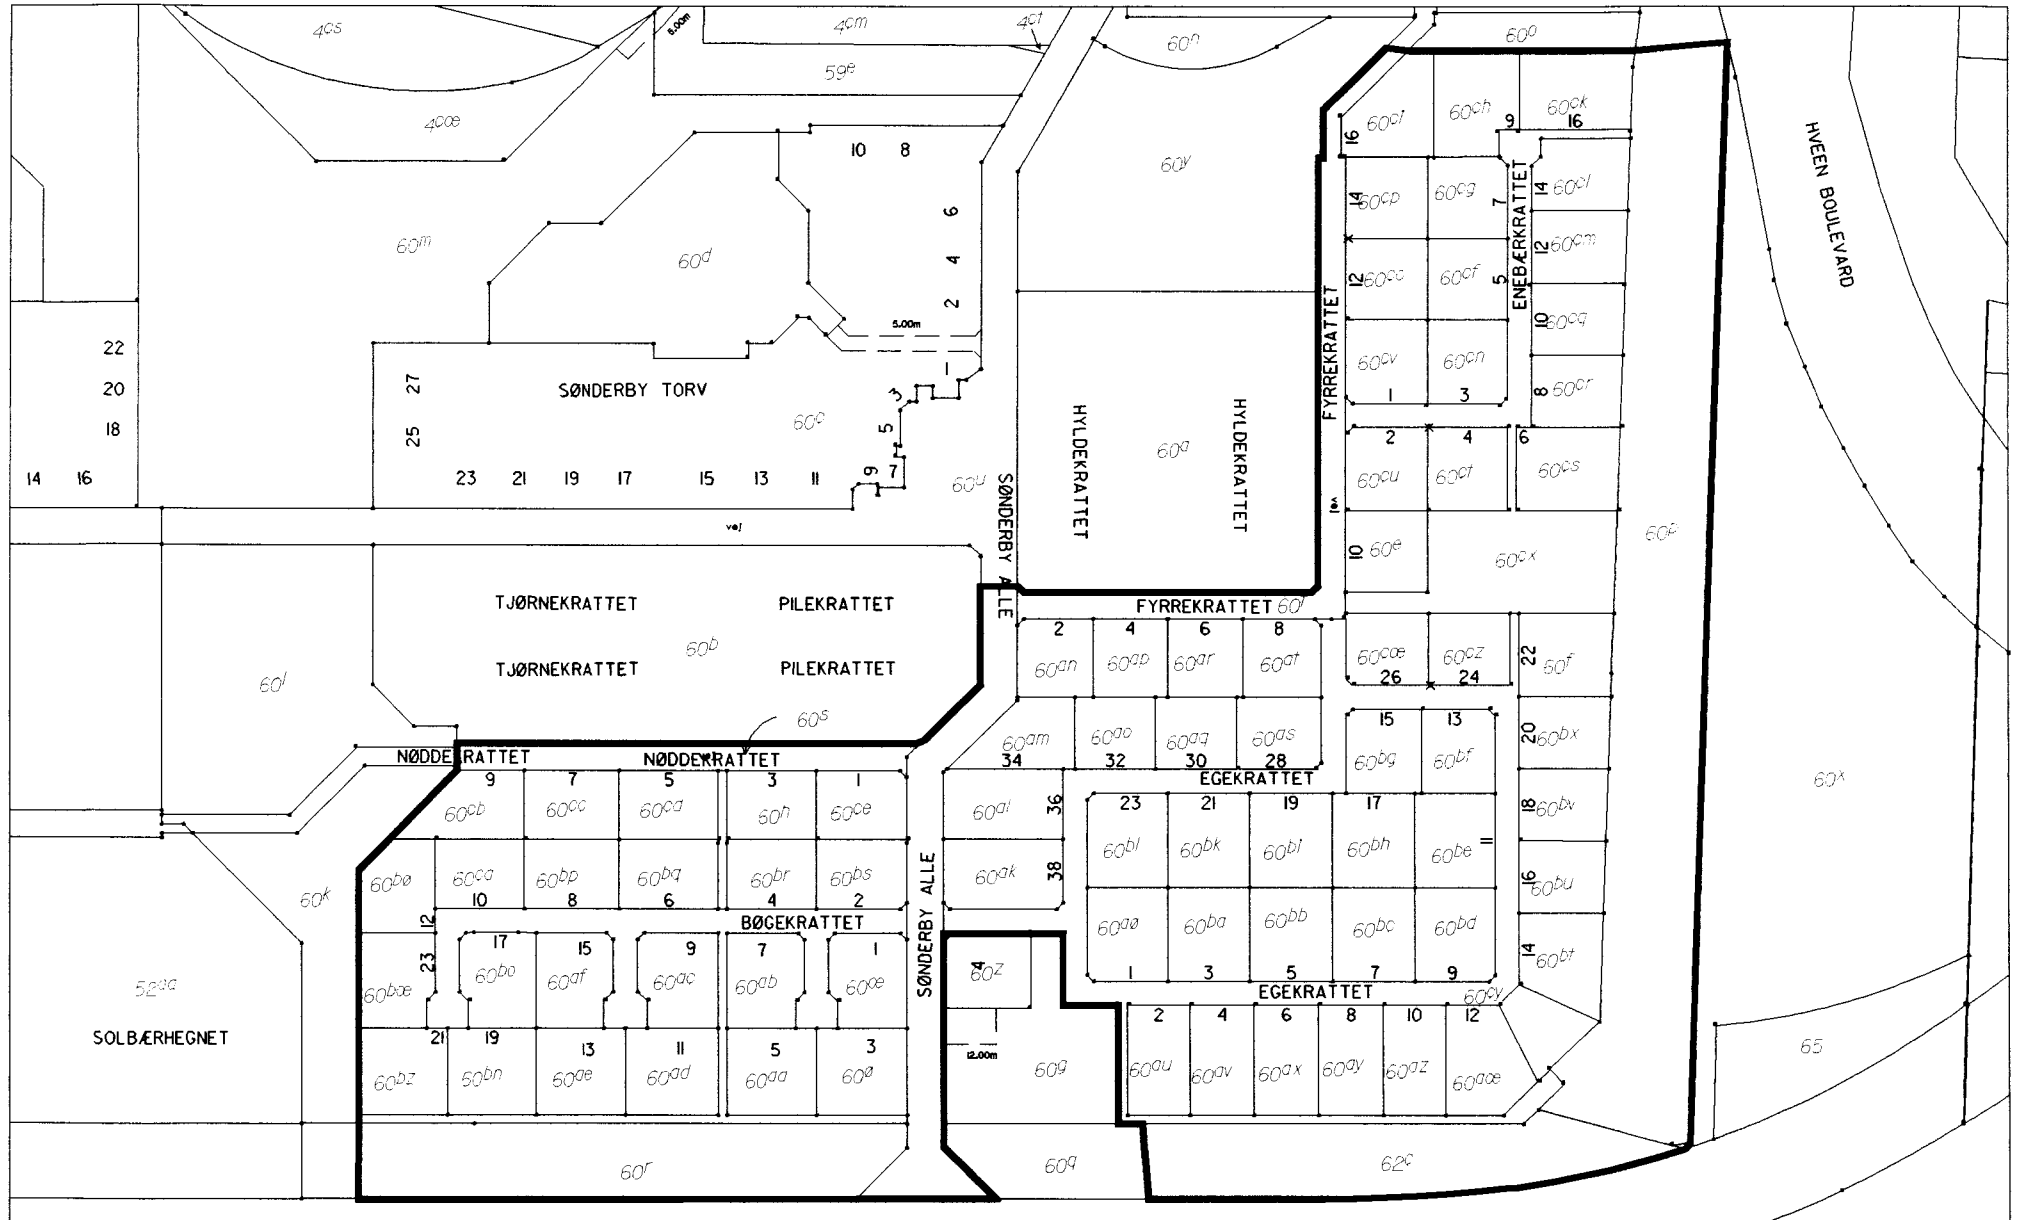 4cs
5.00m
4cm
4ct
60n
60o
59e
4cæ
10 8
60y
60ci
60ch
60ck
9 16
16
HVEEN BOULEVARD
60m
60d
6
4
2
14
60cp
60cg
7
ENEBÆRKRATTET
14
60cl
12
60cm
12
5
60cf
10
60cq
5.00m
22
20
18
14 16
27
25
SØNDERBY TORV
60c
1
3
5
7
9
23 21 19 17 15 13 11
60u
SØNDERBY ALLE
HYLDEKRATTET
HYLDEKRATTET
60a
FYRREKRATTET
60cv
60cn
1 3
8
60cr
2 4 6
60cu
60ct
60cs
vej
vej
10
60e
60cx
60p
TJØRNEKRATTET PILEKRATTET
60b
TJØRNEKRATTET PILEKRATTET
60l
60s
FYRREKRATTET 60i
2 4 6 8
60an
60ap
60ar
60at
60cæ
60cz
26 24
22
60f
60am
60ao
60aq
60as
34 32 30 28
EGEKRATTET
15 13
60bg
60bf
20
60bx
60x
NØDDEKRATTET
NØDDEKRATTET
9 7 5 3 1
60cb
60cc
60cd
60h
60ce
60al
36
23 21 19 17
60bl
60bk
60bi
60bh
60be
11
18
60bv
60k
60bø
60ca
60bp
60bq
60br
60bs
10 8 6 4 2
60ak
38
16
60bu
12
BØGEKRATTET
SØNDERBY ALLE
60aø
60ba
60bb
60bc
60bd
1 3 5 7 9
14
60bt
17 15 9 7 1
23
60bæ
60bo
60af
60ac
60ab
60æ
4
60z
52aa
SOLBÆRHEGNET
EGEKRATTET
60cy
2 4 6 8 10 12
21 19 13 11 5 3
60bz
60bn
60ae
60ad
60aa
60ø
12.00m
60g
60au
60av
60ax
60ay
60az
60aæ
65
60r
60q
62c